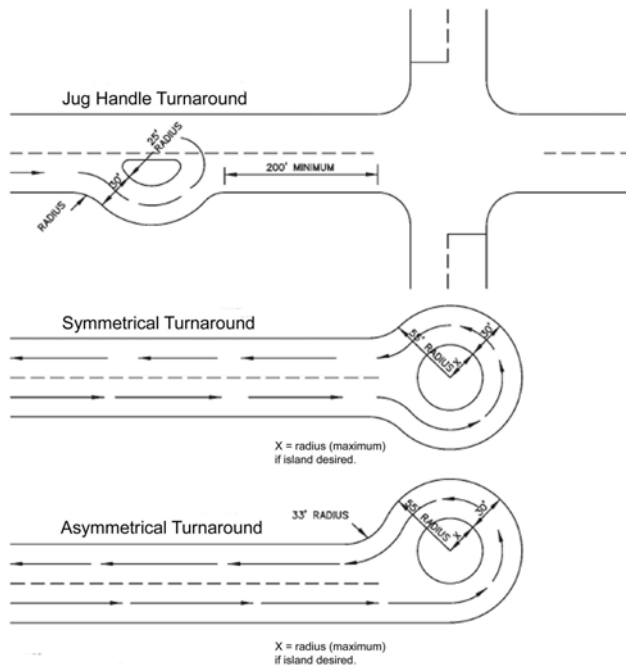 Jug Handle Turnaround
25' RADIUS
200' MINIMUM
30'
RADIUS
Symmetrical Turnaround
55' RADIUS
X
30'
X = radius (maximum)
if island desired.
33' RADIUS
Asymmetrical Turnaround
55' RADIUS
X
30'
X = radius (maximum)
if island desired.